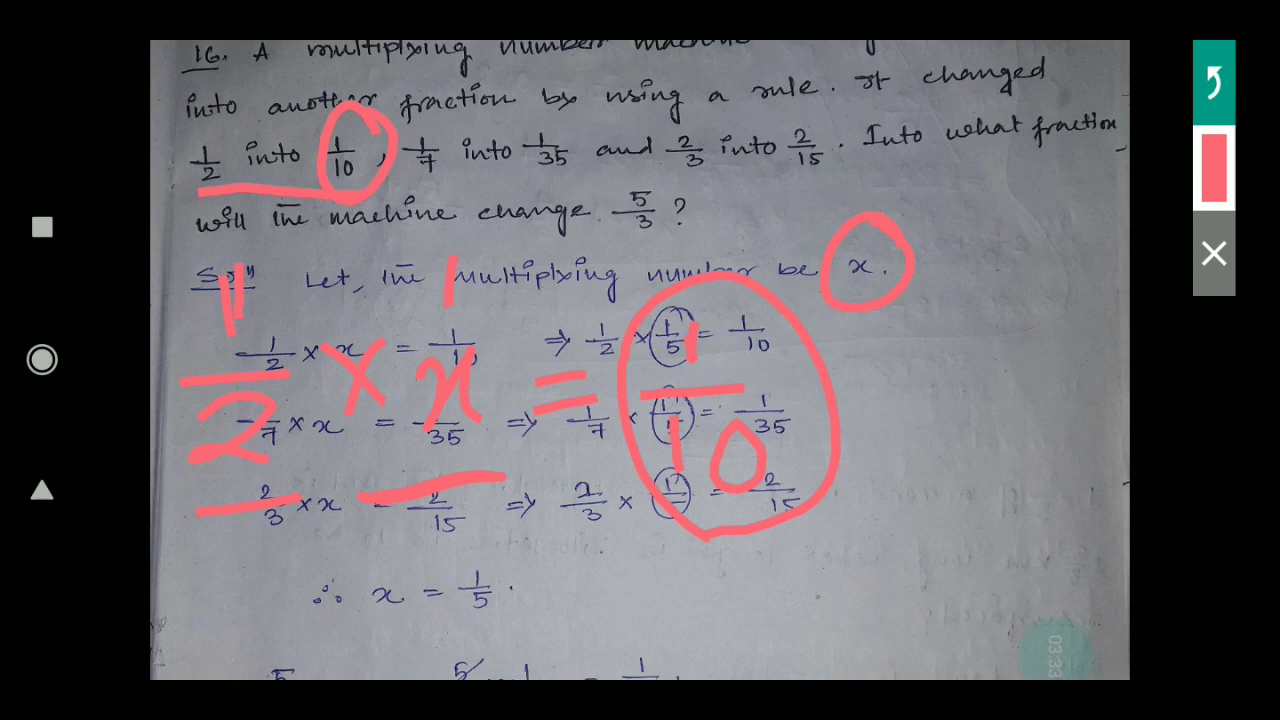 16. A multiplying number machine
into another fraction by using a rule. It changed
1/2 into 1/10, 1/7 into 1/35 and 2/3 into 2/15. Into what fraction
will the machine change 5/3?
Solⁿ Let, the multiplying number be x.
1/2 × x = 1/10 ⇒ 1/2 × 1/5 = 1/10
1/7 × x = 1/35 ⇒ 1/7 × = 1/35
2/3 × x = 2/15 ⇒ 2/3 × = 2/15
1/2 × x = 1/10
∴ x = 1/5.
03:33